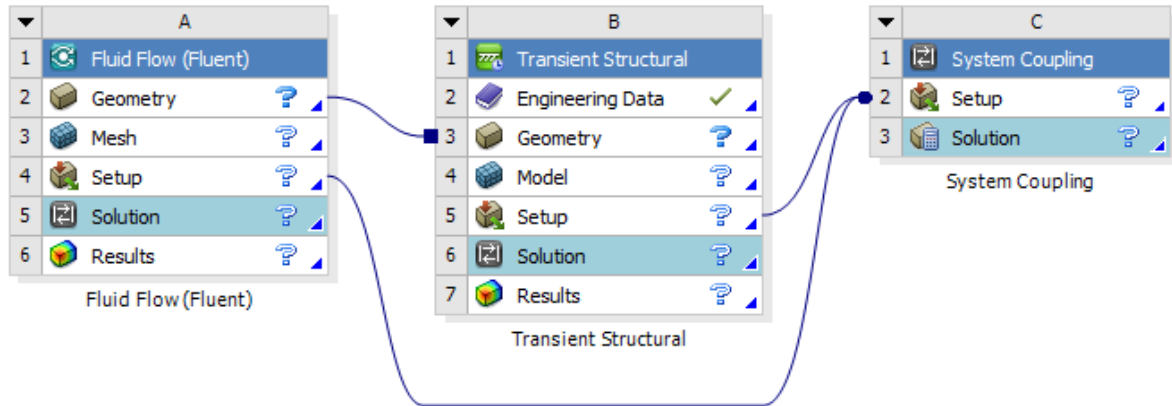 A
1 Fluid Flow (Fluent)
2 Geometry ?
3 Mesh ?
4 Setup ?
5 Solution ?
6 Results ?
Fluid Flow (Fluent)
B
1 Transient Structural
2 Engineering Data ✓
3 Geometry ?
4 Model ?
5 Setup ?
6 Solution ?
7 Results ?
Transient Structural
C
1 System Coupling
2 Setup ?
3 Solution ?
System Coupling